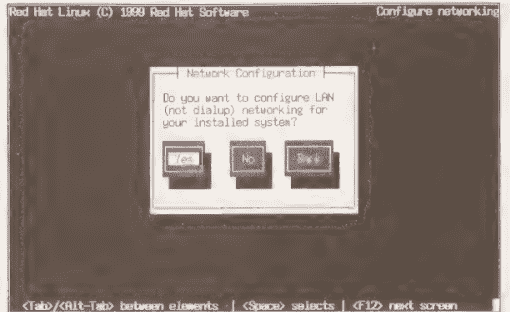 Red Hat Linux (C) 1999 Red Hat Software
Configure networking
Network Configuration
Do you want to configure LAN
(not dialup) networking for
your installed system?
Yes
No
Back
<Tab>/<Alt-Tab> between elements | <Space> selects | <F12> next screen